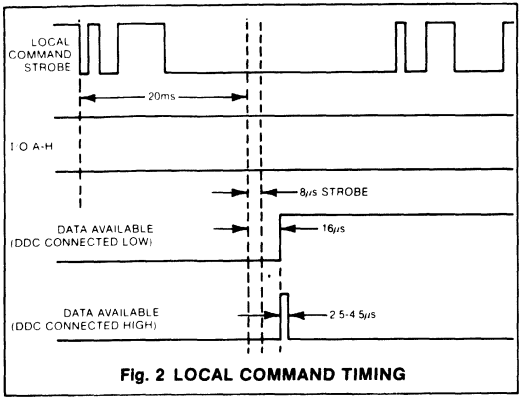 LOCAL
COMMAND
STROBE
20ms
I O A-H
8µs STROBE
DATA AVAILABLE
(DDC CONNECTED LOW)
16µs
DATA AVAILABLE
(DDC CONNECTED HIGH)
2 5-4 5µs
Fig. 2 LOCAL COMMAND TIMING